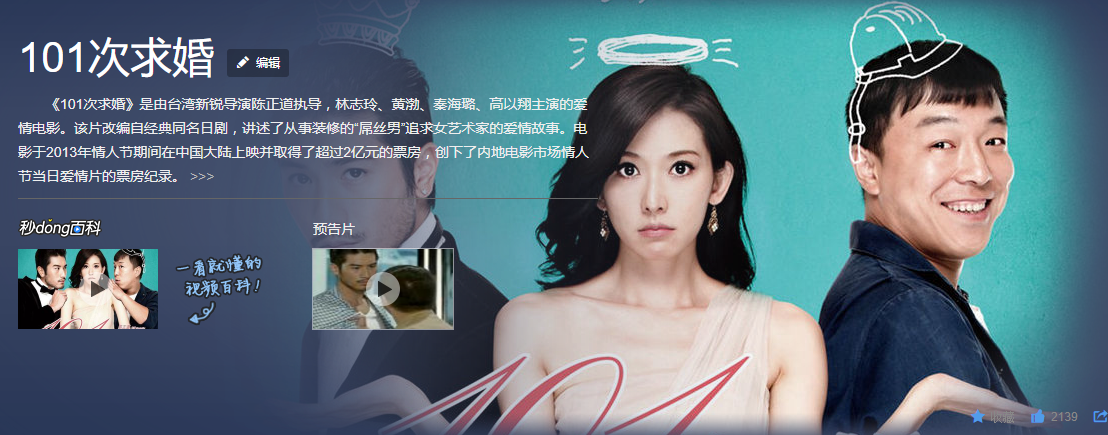 101次求婚
编辑
《101次求婚》是由台湾新锐导演陈正道执导，林志玲、黄渤、秦海璐、高以翔主演的爱
情电影。该片改编自经典同名日剧，讲述了从事装修的“屌丝男”追求女艺术家的爱情故事。电
影于2013年情人节期间在中国大陆上映并取得了超过2亿元的票房，创下了内地电影市场情人
节当日爱情片的票房纪录。 >>>
秒dǒng百科
预告片
一看就懂的
视频百科！
101
101
收藏 2139